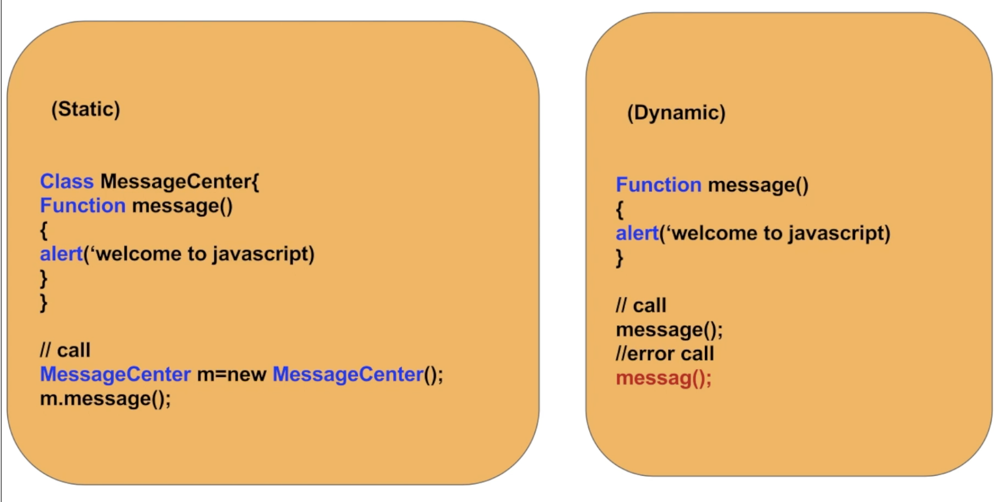 (Static)
Class MessageCenter{
Function message()
{
alert(‘welcome to javascript)
}
}
// call
MessageCenter m=new MessageCenter();
m.message();
(Dynamic)
Function message()
{
alert(‘welcome to javascript)
}
// call
message();
//error call
messag();